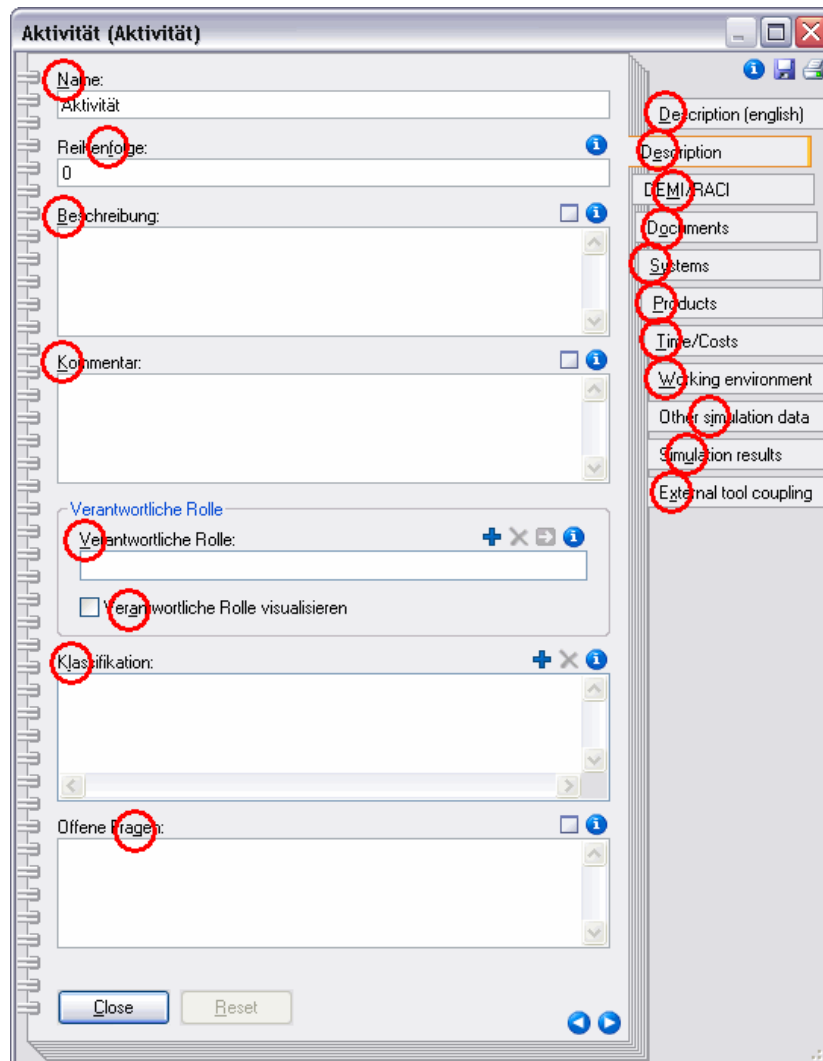 Aktivität (Aktivität)
Name:
Aktivität
Reihenfolge:
0
Beschreibung:
Kommentar:
Verantwortliche Rolle
Verantwortliche Rolle:
Verantwortliche Rolle visualisieren
Klassifikation:
Offene Fragen:
Close
Reset
Description (english)
Description
DEMI/RACI
Documents
Systems
Products
Time/Costs
Working environment
Other simulation data
Simulation results
External tool coupling